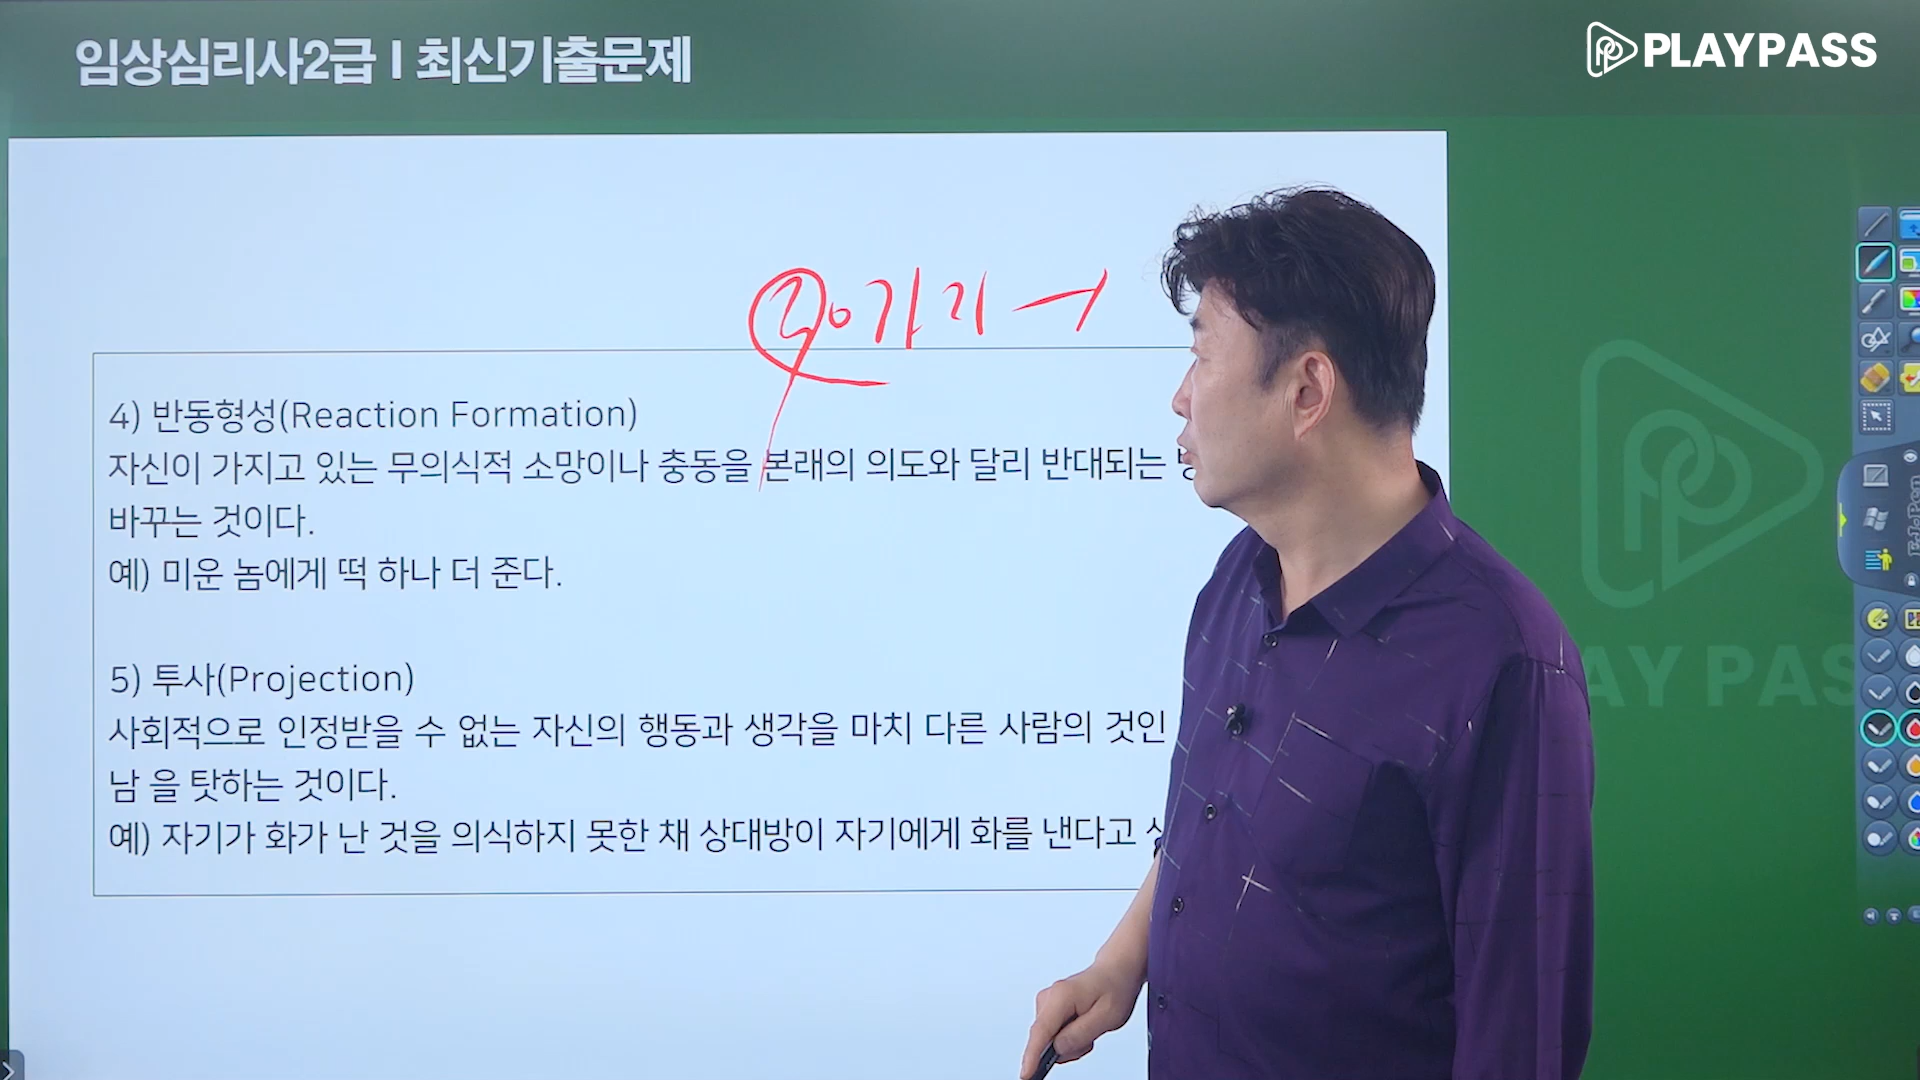 임상심리사2급 I 최신기출문제
PLAYPASS
20가지
4) 반동형성(Reaction Formation)
자신이 가지고 있는 무의식적 소망이나 충동을 본래의 의도와 달리 반대되는
바꾸는 것이다.
예) 미운 놈에게 떡 하나 더 준다.
5) 투사(Projection)
사회적으로 인정받을 수 없는 자신의 행동과 생각을 마치 다른 사람의 것인
남 을 탓하는 것이다.
예) 자기가 화가 난 것을 의식하지 못한 채 상대방이 자기에게 화를 낸다고
AY PASS